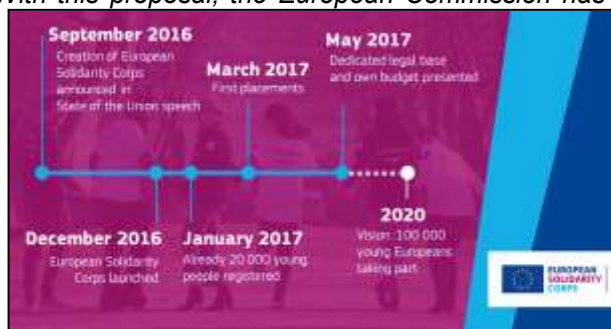 with this proposal, the European Commission has
September 2016
Creation of European
Solidarity Corps
announced in
State of the Union speech
March 2017
First placements
May 2017
Dedicated legal base
and own budget presented
December 2016
European Solidarity
Corps launched
January 2017
Already 20 000 young
people registered
2020
Vision: 100 000
young Europeans
taking part
EUROPEAN
SOLIDARITY
CORPS